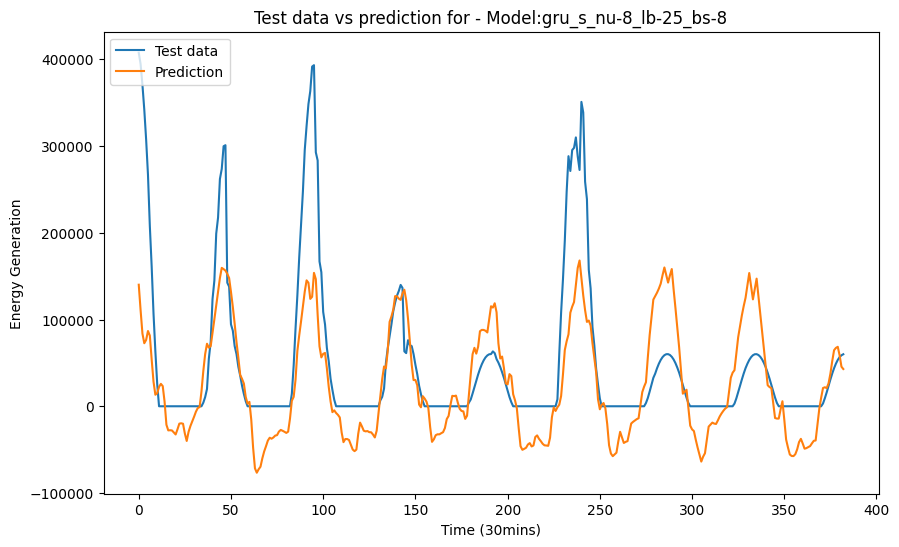 Test data vs prediction for - Model:gru_s_nu-8_lb-25_bs-8
Test data
Prediction
400000
300000
200000
100000
0
−100000
Energy Generation
0 50 100 150 200 250 300 350 400
Time (30mins)